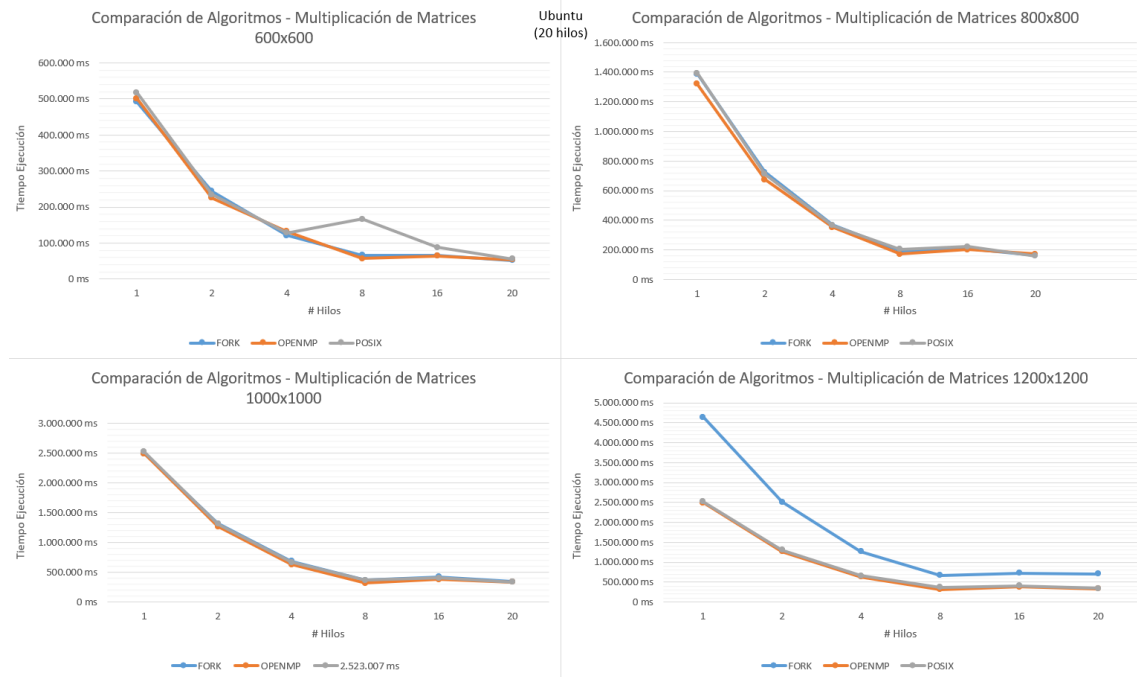 Comparación de Algoritmos - Multiplicación de Matrices
600x600
600.000 ms
500.000 ms
400.000 ms
300.000 ms
200.000 ms
100.000 ms
0 ms
Tiempo Ejecución
1 2 4 8 16 20
# Hilos
FORK OPENMP POSIX
Ubuntu
(20 hilos)
Comparación de Algoritmos - Multiplicación de Matrices 800x800
1.600.000 ms
1.400.000 ms
1.200.000 ms
1.000.000 ms
800.000 ms
600.000 ms
400.000 ms
200.000 ms
0 ms
Tiempo Ejecución
1 2 4 8 16 20
# Hilos
FORK OPENMP POSIX
Comparación de Algoritmos - Multiplicación de Matrices
1000x1000
3.000.000 ms
2.500.000 ms
2.000.000 ms
1.500.000 ms
1.000.000 ms
500.000 ms
0 ms
Tiempo Ejecución
1 2 4 8 16 20
# Hilos
FORK OPENMP 2.523.007 ms
Comparación de Algoritmos - Multiplicación de Matrices 1200x1200
5.000.000 ms
4.500.000 ms
4.000.000 ms
3.500.000 ms
3.000.000 ms
2.500.000 ms
2.000.000 ms
1.500.000 ms
1.000.000 ms
500.000 ms
0 ms
Tiempo Ejecución
1 2 4 8 16 20
# Hilos
FORK OPENMP POSIX